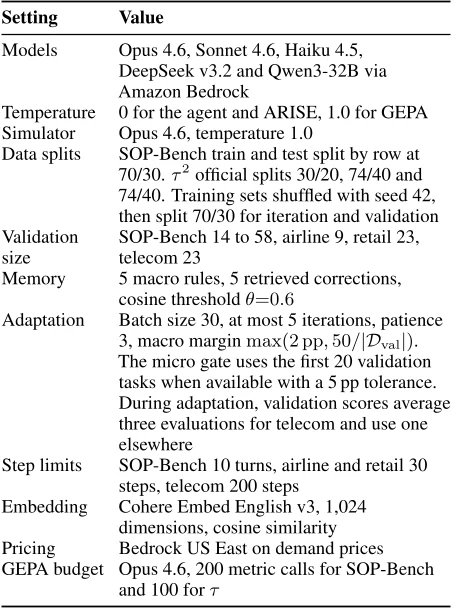 Setting Value
Models Opus 4.6, Sonnet 4.6, Haiku 4.5,
DeepSeek v3.2 and Qwen3-32B via
Amazon Bedrock
Temperature 0 for the agent and ARISE, 1.0 for GEPA
Simulator Opus 4.6, temperature 1.0
Data splits SOP-Bench train and test split by row at
70/30. τ² official splits 30/20, 74/40 and
74/40. Training sets shuffled with seed 42,
then split 70/30 for iteration and validation
Validation SOP-Bench 14 to 58, airline 9, retail 23,
size telecom 23
Memory 5 macro rules, 5 retrieved corrections,
cosine threshold θ=0.6
Adaptation Batch size 30, at most 5 iterations, patience
3, macro margin max(2 pp, 50/|𝒟val|).
The micro gate uses the first 20 validation
tasks when available with a 5 pp tolerance.
During adaptation, validation scores average
three evaluations for telecom and use one
elsewhere
Step limits SOP-Bench 10 turns, airline and retail 30
steps, telecom 200 steps
Embedding Cohere Embed English v3, 1,024
dimensions, cosine similarity
Pricing Bedrock US East on demand prices
GEPA budget Opus 4.6, 200 metric calls for SOP-Bench
and 100 for τ